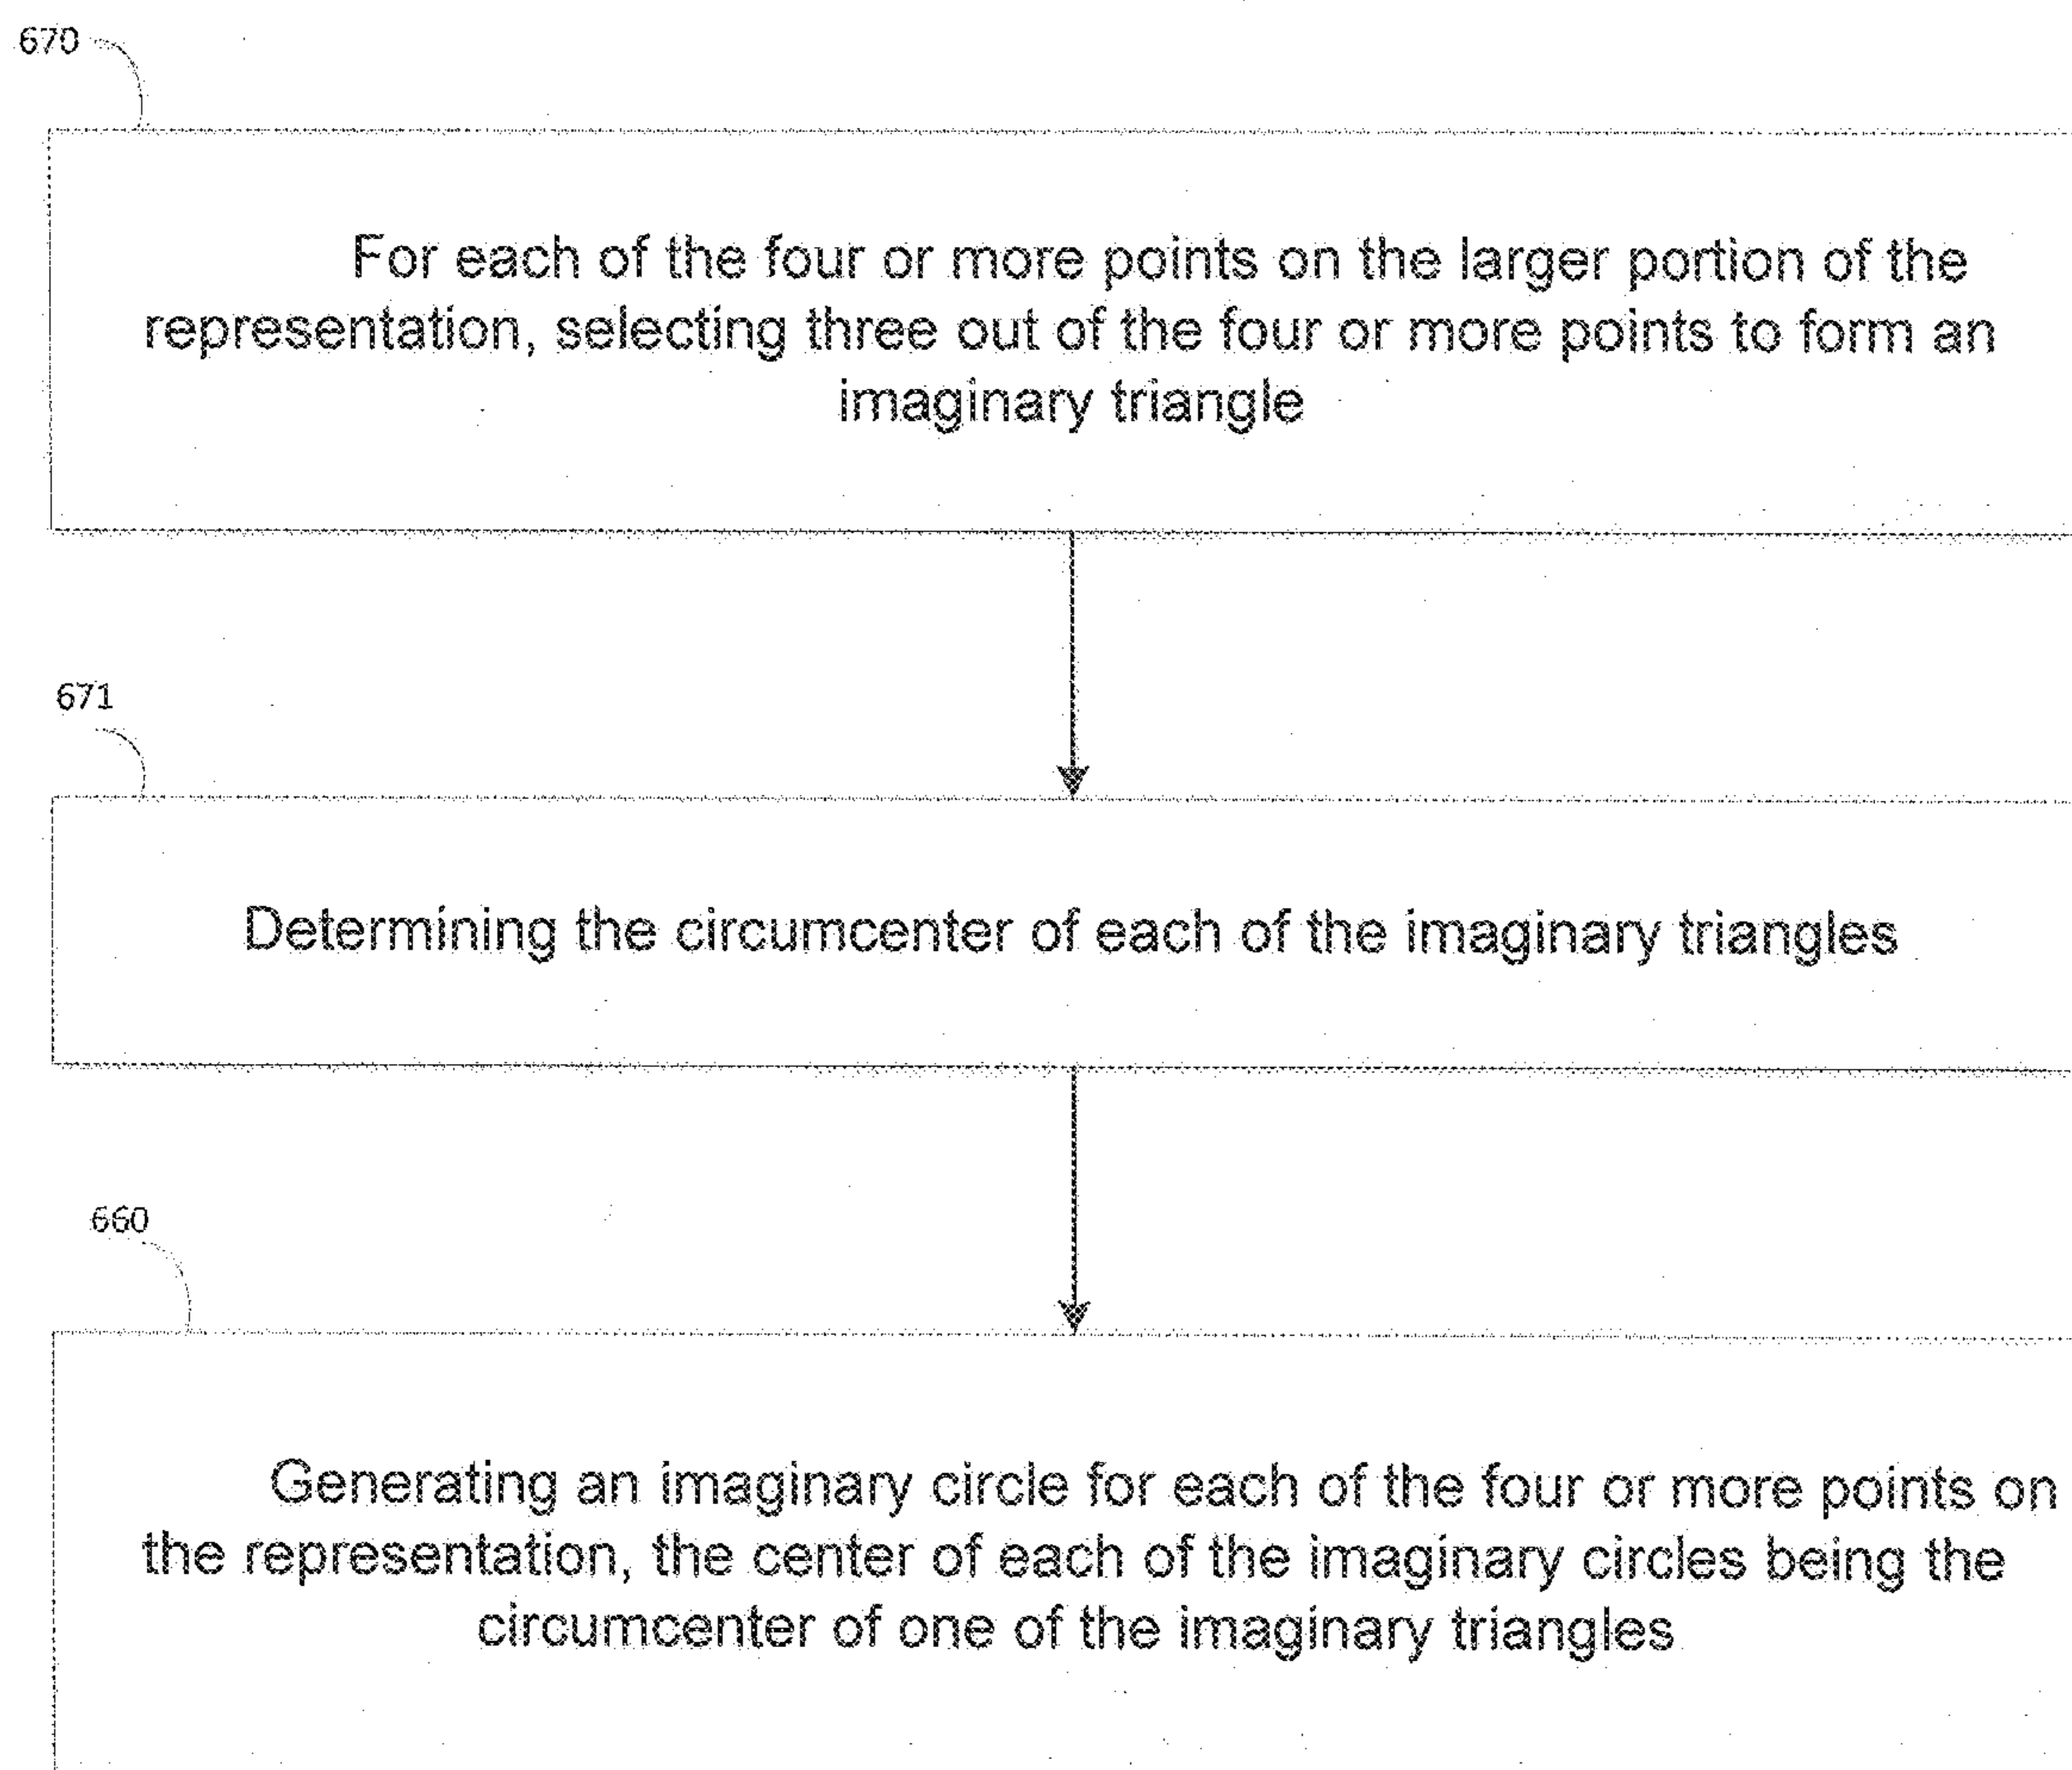 670
For each of the four or more points on the larger portion of the
representation, selecting three out of the four or more points to form an
imaginary triangle
671
Determining the circumcenter of each of the imaginary triangles
660
Generating an imaginary circle for each of the four or more points on
the representation, the center of each of the imaginary circles being the
circumcenter of one of the imaginary triangles